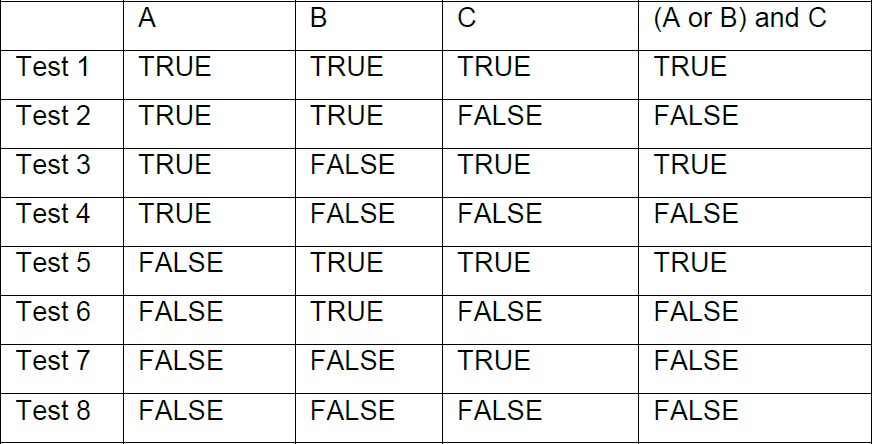 A B C (A or B) and C
Test 1 TRUE TRUE TRUE TRUE
Test 2 TRUE TRUE FALSE FALSE
Test 3 TRUE FALSE TRUE TRUE
Test 4 TRUE FALSE FALSE FALSE
Test 5 FALSE TRUE TRUE TRUE
Test 6 FALSE TRUE FALSE FALSE
Test 7 FALSE FALSE TRUE FALSE
Test 8 FALSE FALSE FALSE FALSE